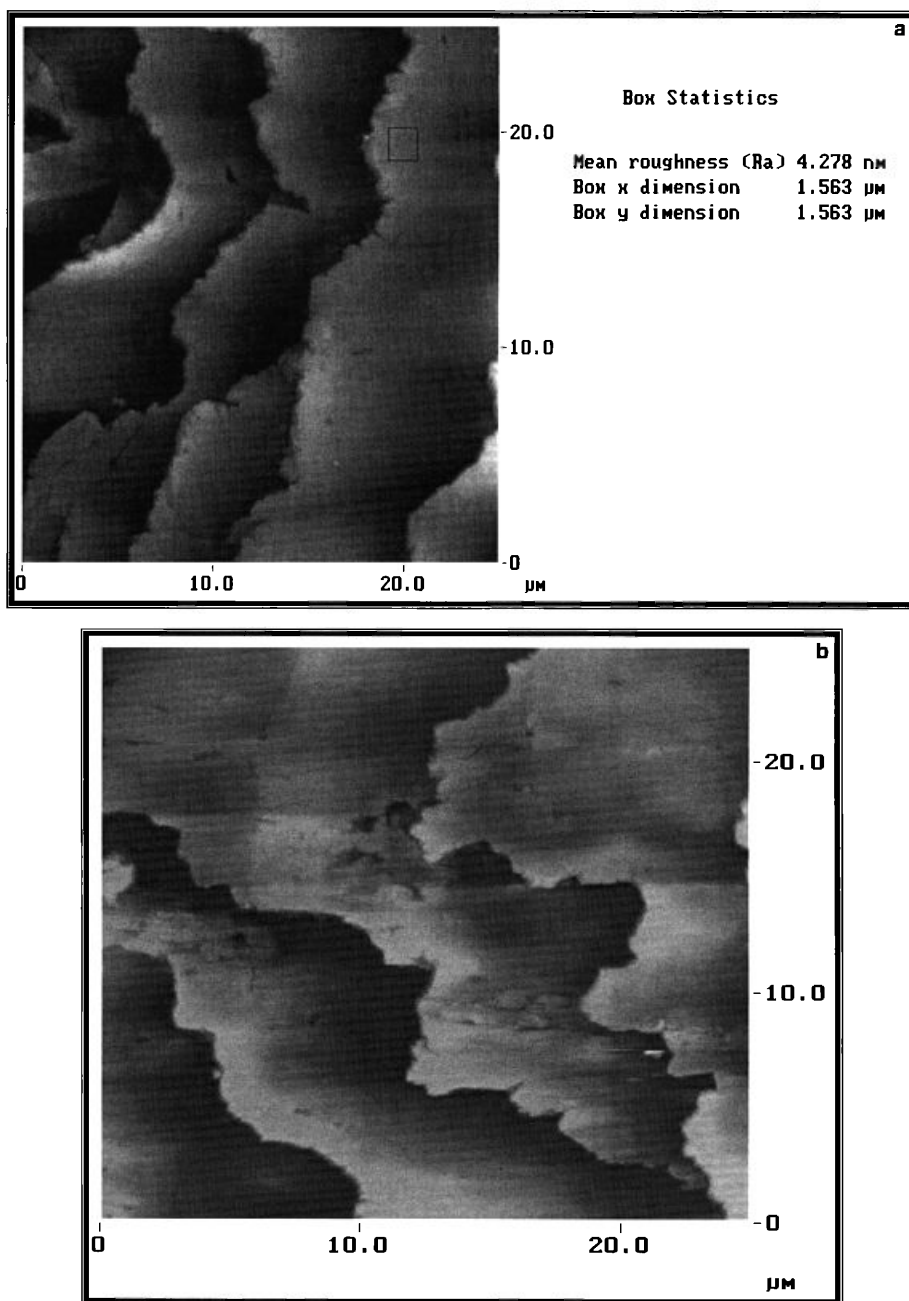 a
Box Statistics
Mean roughness (Ra) 4.278 nm
Box x dimension 1.563 µm
Box y dimension 1.563 µm
-20.0
-10.0
-0
0 10.0 20.0 µm
b
-20.0
-10.0
-0
0 10.0 20.0
µm